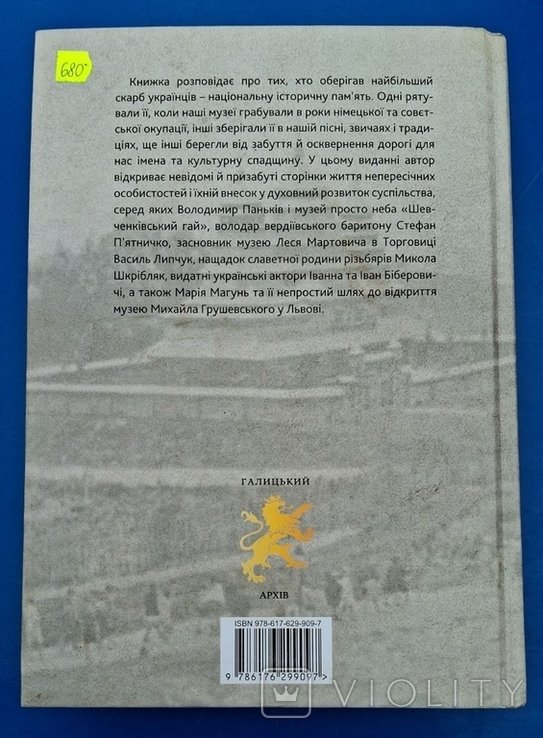 680
Книжка розповідає про тих, хто оберігав найбільший
скарб українців – національну історичну пам'ять. Одні ряту-
вали її, коли наші музеї грабували в роки німецької та совєт-
ської окупації, інші зберігали її в нашій пісні, звичаях і тради-
ціях, ще інші берегли від забуття й осквернення дорогі для
нас імена та культурну спадщину. У цьому виданні автор
відкриває невідомі й призабуті сторінки життя непересічних
особистостей і їхній внесок у духовний розвиток суспільства,
серед яких Володимир Паньків і музей просто неба «Шев-
ченківський гай», володар вердіївського баритону Стефан
П'ятничко, засновник музею Леся Мартовича в Торговиці
Василь Липчук, нащадок славетної родини різьбярів Микола
Шкрібляк, видатні українські актори Іванна та Іван Біберови-
чі, а також Марія Магунь та її непростий шлях до відкриття
музею Михайла Грушевського у Львові.
ГАЛИЦЬКИЙ
АРХІВ
ISBN 978-617-629-909-7
9 786176 299097 >
VIOLITY